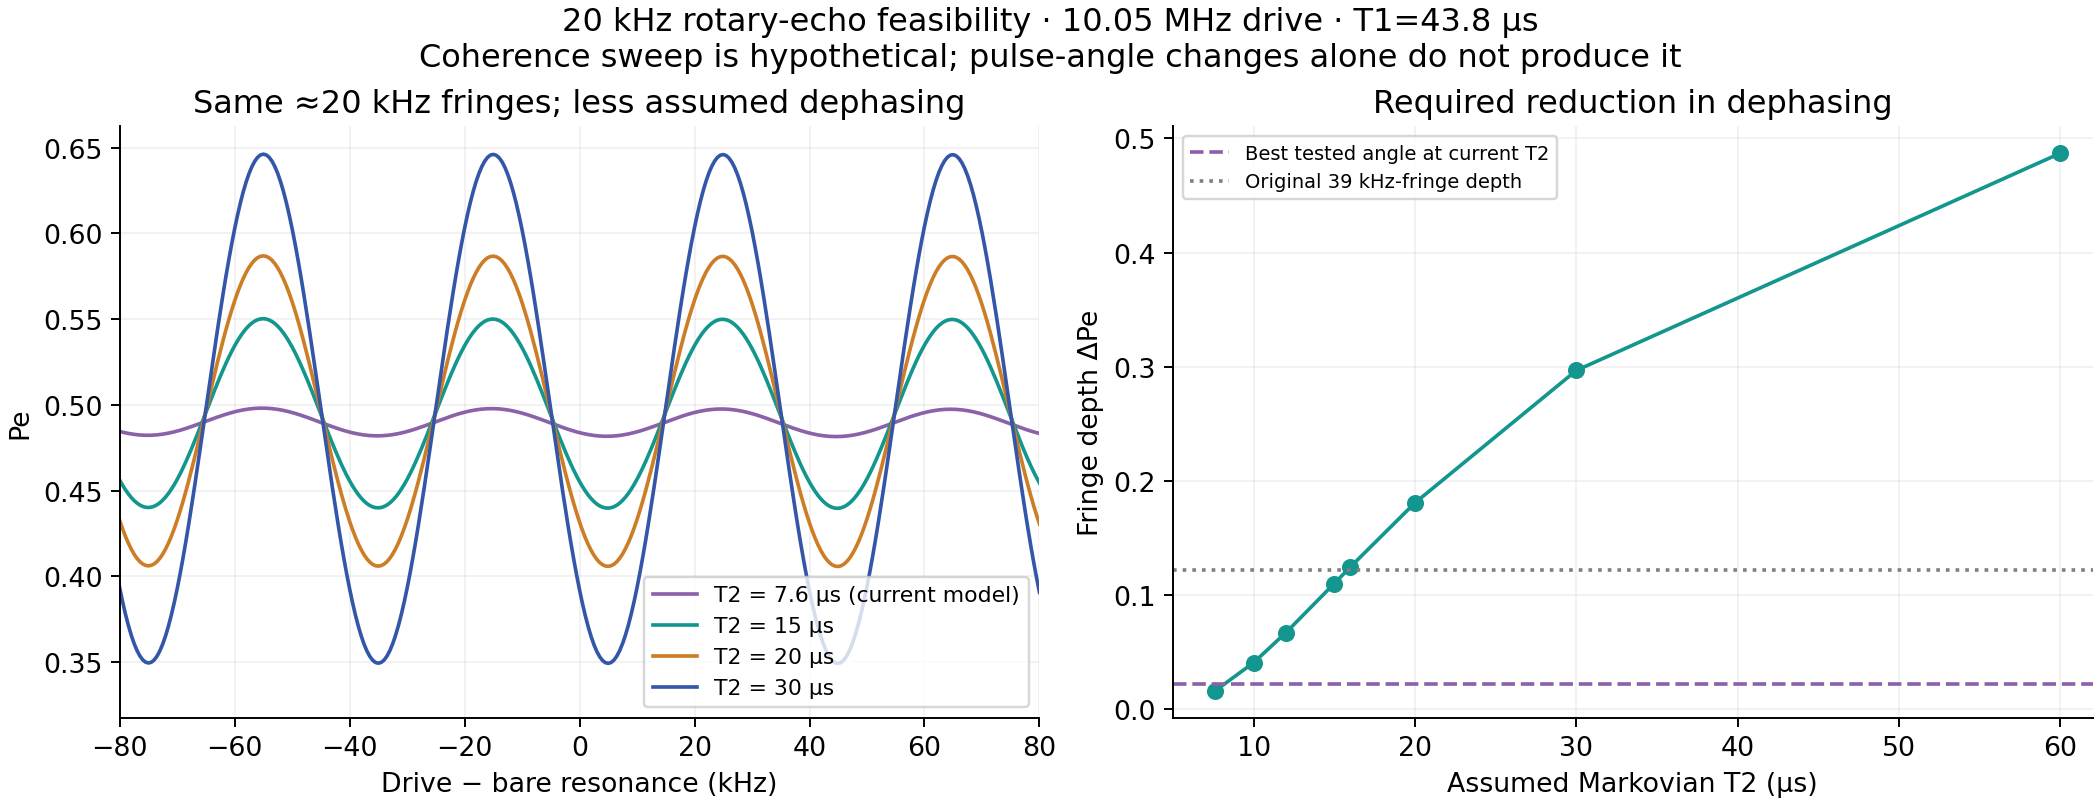 20 kHz rotary-echo feasibility · 10.05 MHz drive · T1=43.8 µs
Coherence sweep is hypothetical; pulse-angle changes alone do not produce it
Same ≈20 kHz fringes; less assumed dephasing
0.65
0.60
0.55
0.50
0.45
0.40
0.35
Pe
−80
−60
−40
−20
0
20
40
60
80
Drive − bare resonance (kHz)
T2 = 7.6 µs (current model)
T2 = 15 µs
T2 = 20 µs
T2 = 30 µs
Required reduction in dephasing
0.5
0.4
0.3
0.2
0.1
0.0
Fringe depth ΔPe
Best tested angle at current T2
Original 39 kHz-fringe depth
10
20
30
40
50
60
Assumed Markovian T2 (µs)